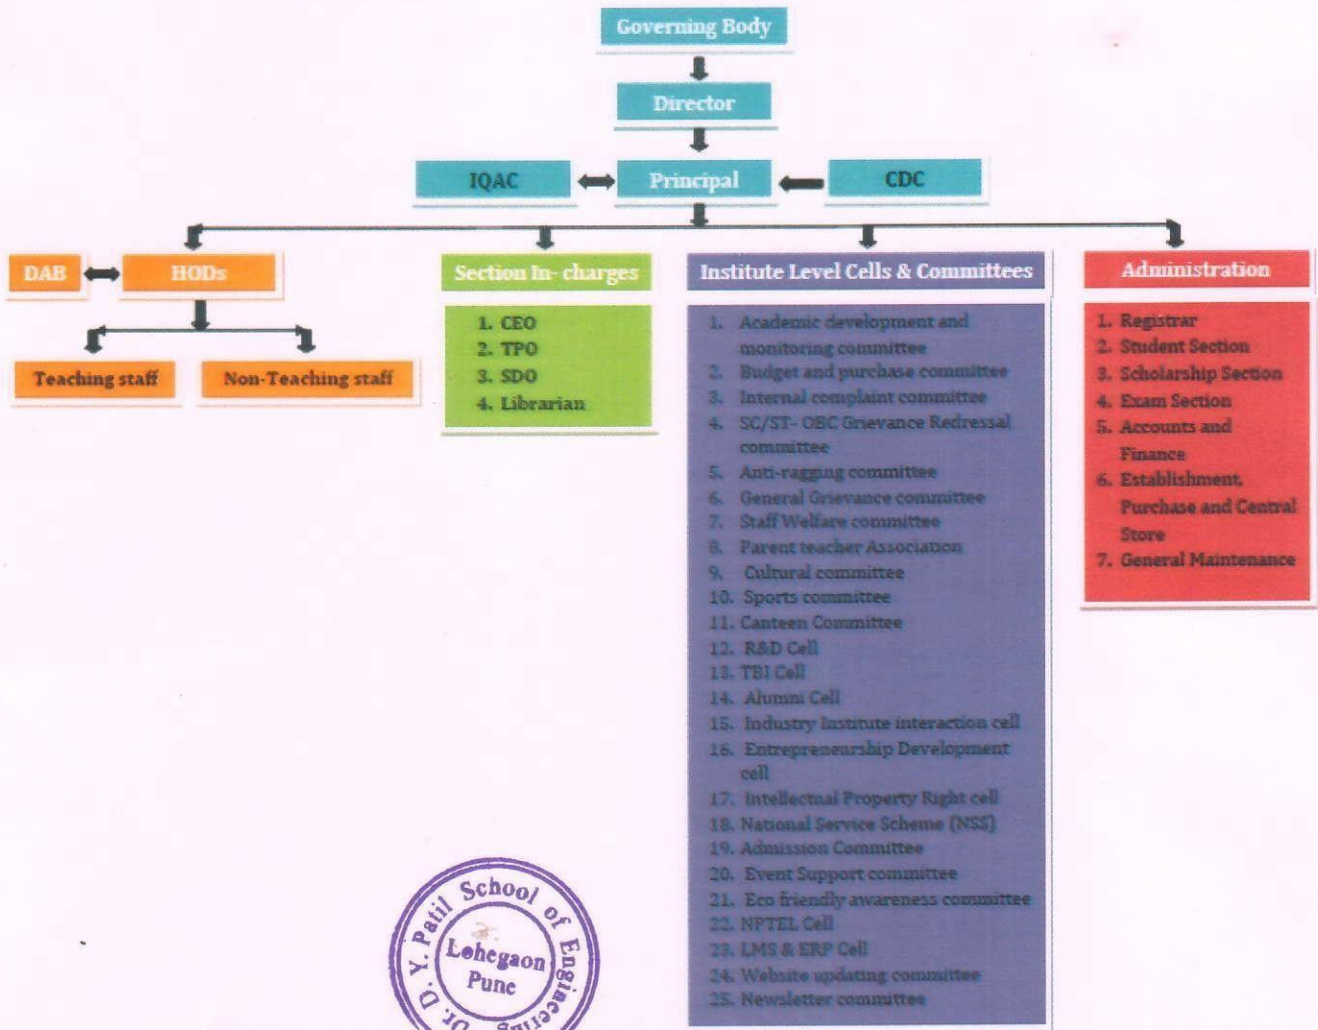 Governing Body
Director
IQAC
Principal
CDC
DAB
HODs
Teaching staff
Non-Teaching staff
Section In- charges
1. CEO
2. TPO
3. SDO
4. Librarian
Institute Level Cells & Committees
1. Academic development and
monitoring committee
2. Budget and purchase committee
3. Internal complaint committee
4. SC/ST- OBC Grievance Redressal
committee
5. Anti-ragging committee
6. General Grievance committee
7. Staff Welfare committee
8. Parent teacher Association
9. Cultural committee
10. Sports committee
11. Canteen Committee
12. R&D Cell
13. TBI Cell
14. Alumni Cell
15. Industry Institute interaction cell
16. Entrepreneurship Development
cell
17. Intellectual Property Right cell
18. National Service Scheme (NSS)
19. Admission Committee
20. Event Support committee
21. Eco friendly awareness committee
22. NPTEL Cell
23. LMS & ERP Cell
24. Website updating committee
25. Newsletter committee
Administration
1. Registrar
2. Student Section
3. Scholarship Section
4. Exam Section
5. Accounts and
Finance
6. Establishment,
Purchase and Central
Store
7. General Maintenance
Dr. D. Y. Patil School of Engineering
Lohegaon
Pune